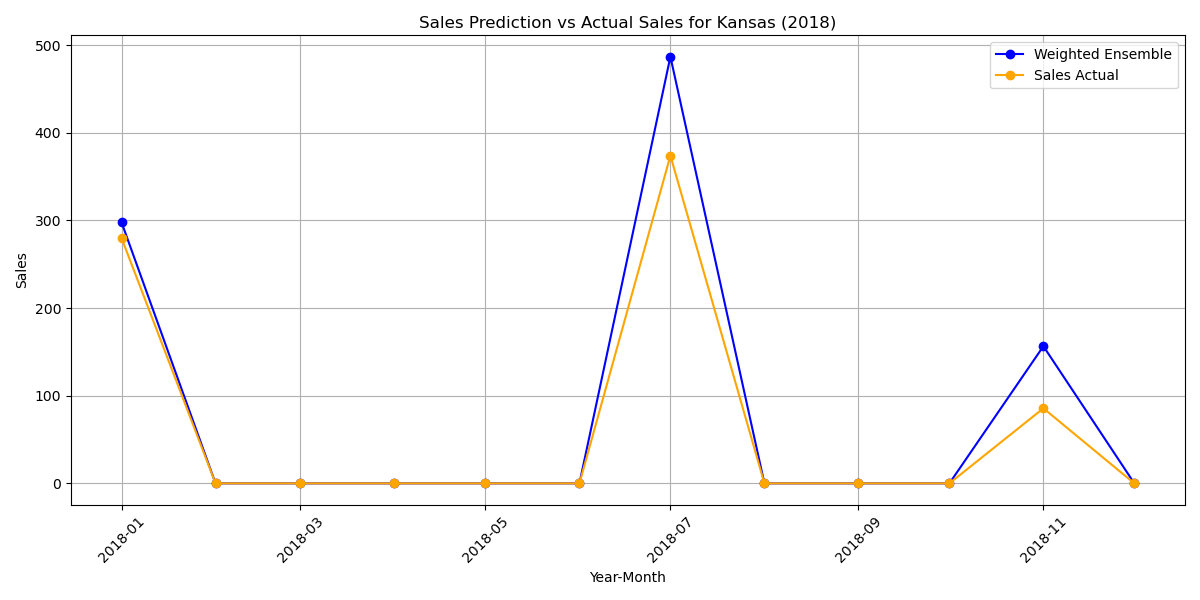 Sales Prediction vs Actual Sales for Kansas (2018)
Weighted Ensemble
Sales Actual
500
400
300
200
100
0
Sales
2018-01
2018-03
2018-05
2018-07
2018-09
2018-11
Year-Month